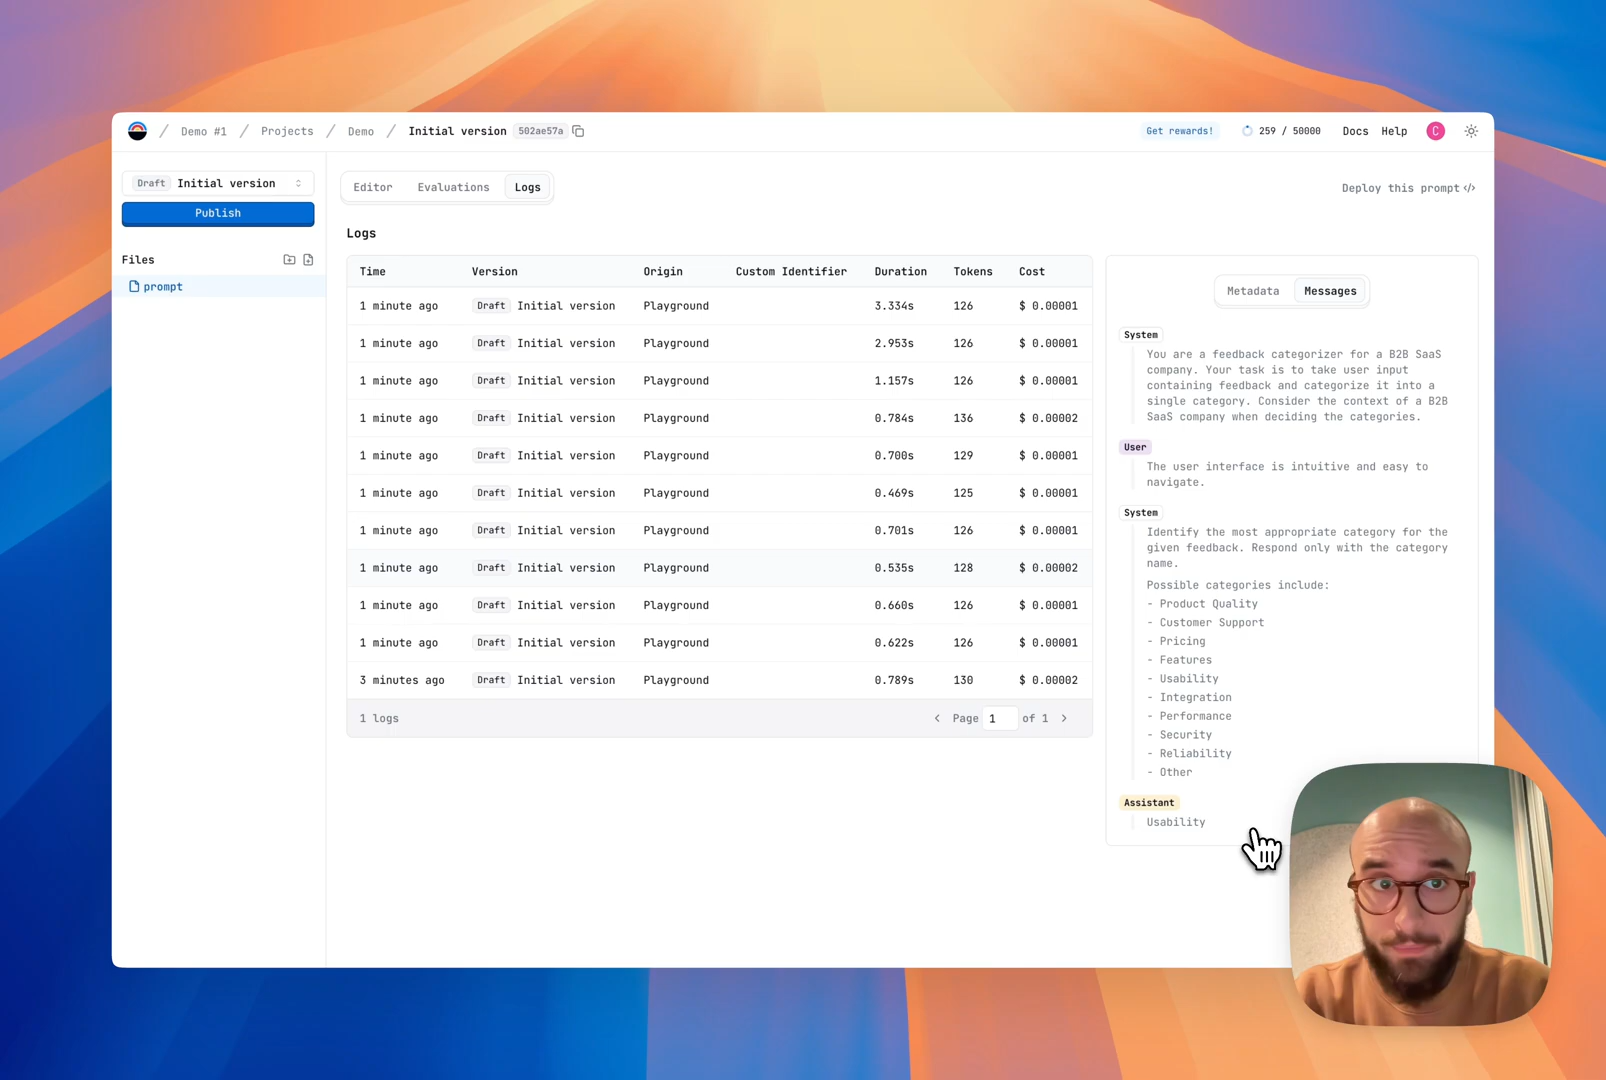 / Demo #1 / Projects / Demo / Initial version 502ae57a
Get rewards! 259 / 50000 Docs Help C
Draft Initial version
Publish
Files
prompt
Editor Evaluations Logs
Deploy this prompt </>
Logs
Time Version Origin Custom Identifier Duration Tokens Cost
1 minute ago Draft Initial version Playground 3.334s 126 $ 0.00001
1 minute ago Draft Initial version Playground 2.953s 126 $ 0.00001
1 minute ago Draft Initial version Playground 1.157s 126 $ 0.00001
1 minute ago Draft Initial version Playground 0.784s 136 $ 0.00002
1 minute ago Draft Initial version Playground 0.700s 129 $ 0.00001
1 minute ago Draft Initial version Playground 0.469s 125 $ 0.00001
1 minute ago Draft Initial version Playground 0.701s 126 $ 0.00001
1 minute ago Draft Initial version Playground 0.535s 128 $ 0.00002
1 minute ago Draft Initial version Playground 0.660s 126 $ 0.00001
1 minute ago Draft Initial version Playground 0.622s 126 $ 0.00001
3 minutes ago Draft Initial version Playground 0.789s 130 $ 0.00002
1 logs
< Page 1 of 1 >
Metadata Messages
System
You are a feedback categorizer for a B2B SaaS
company. Your task is to take user input
containing feedback and categorize it into a
single category. Consider the context of a B2B
SaaS company when deciding the categories.
User
The user interface is intuitive and easy to
navigate.
System
Identify the most appropriate category for the
given feedback. Respond only with the category
name.
Possible categories include:
- Product Quality
- Customer Support
- Pricing
- Features
- Usability
- Integration
- Performance
- Security
- Reliability
- Other
Assistant
Usability